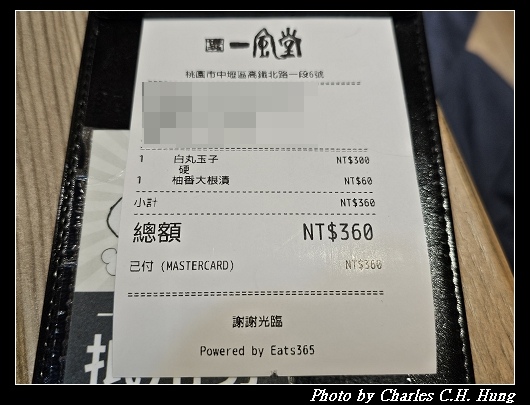 一風堂
桃園市中壢區高鐵北路一段6號
1 白丸玉子 NT$300
硬
1 柚香大根漬 NT$60
小計 NT$360
總額 NT$360
已付 (MASTERCARD) NT$360
謝謝光臨
Powered by Eats365
Photo by Charles C.H. Hung